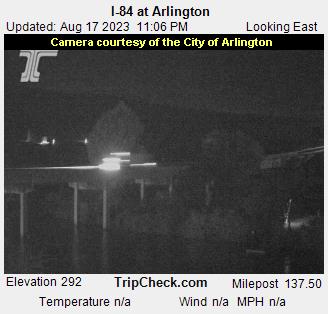 I-84 at Arlington
Updated: Aug 17 2023 11:06 PM Looking East
Camera courtesy of the City of Arlington
Elevation 292 TripCheck.com Milepost 137.50
Temperature n/a Wind n/a MPH n/a